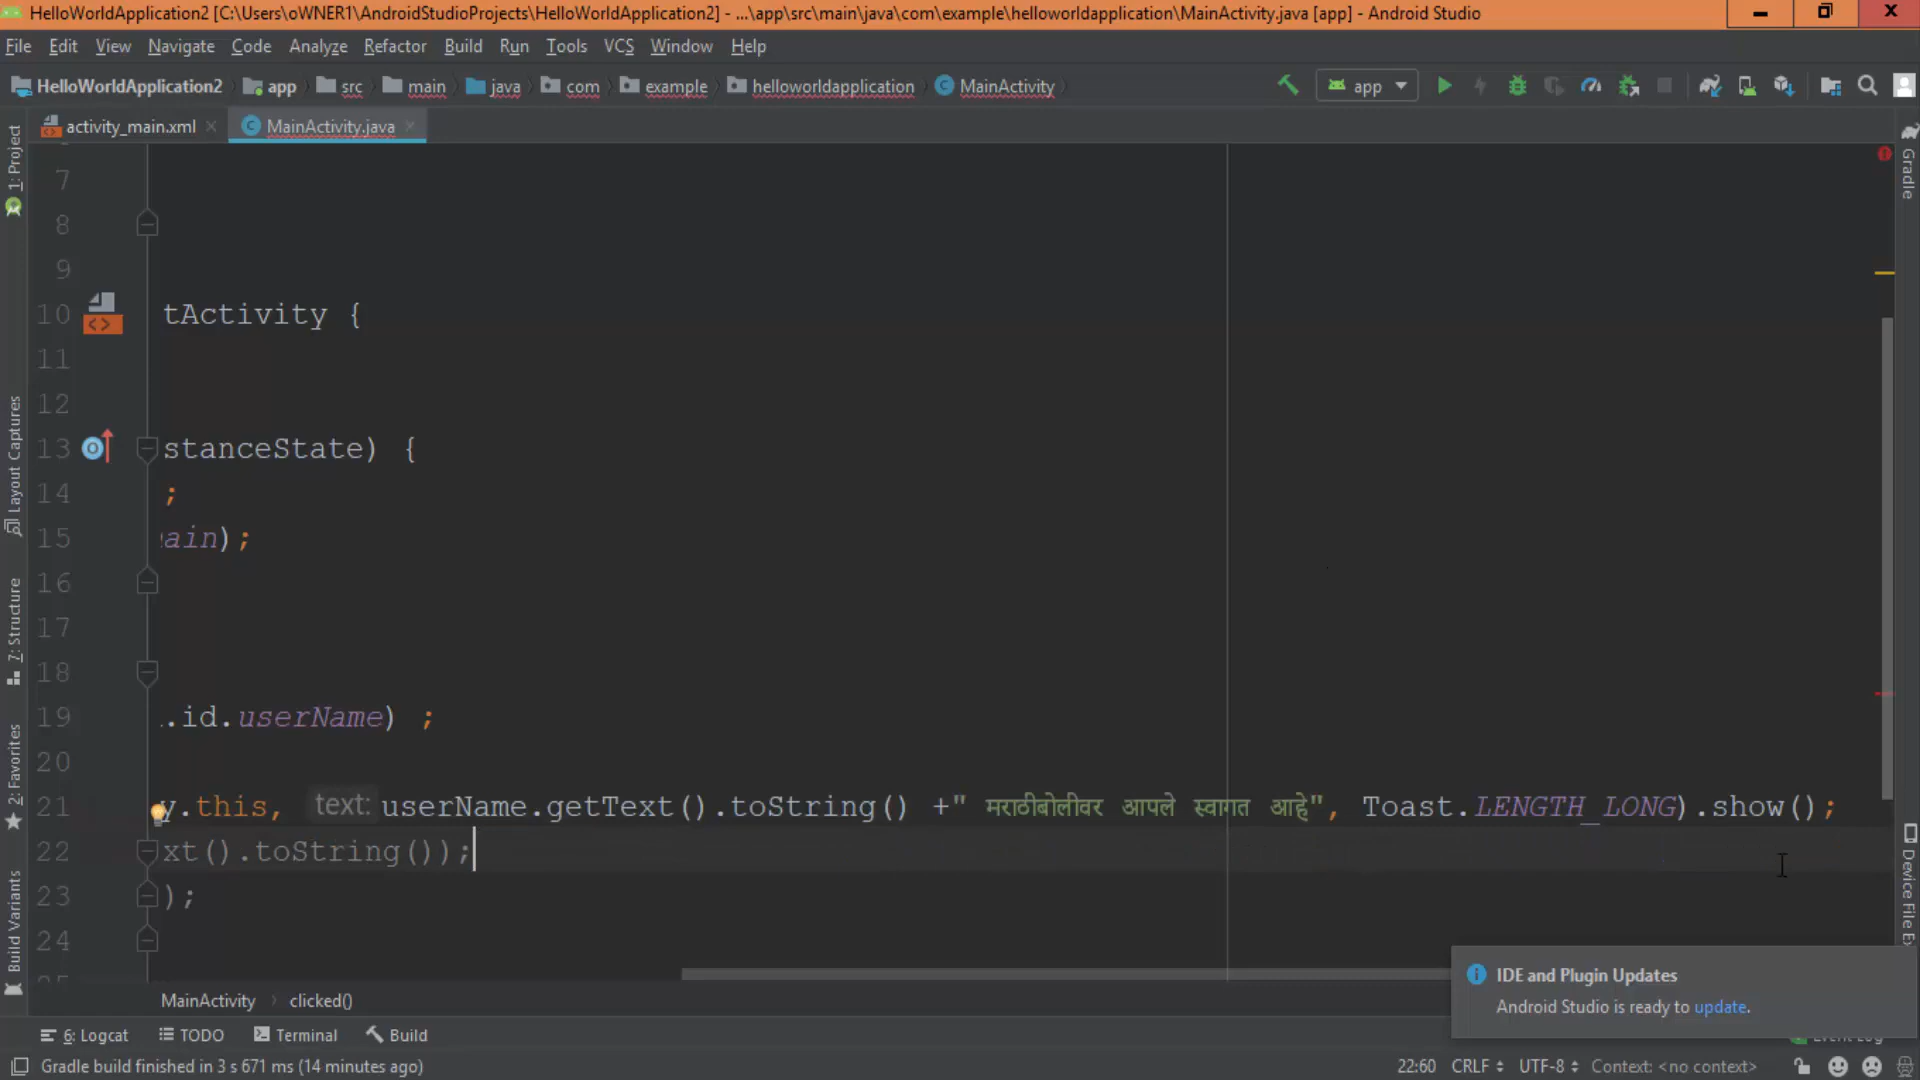 HelloWorldApplication2 [C:\Users\oWNER1\AndroidStudioProjects\HelloWorldApplication2] - ...\app\src\main\java\com\example\helloworldapplication\MainActivity.java [app] - Android Studio
File Edit View Navigate Code Analyze Refactor Build Run Tools VCS Window Help
HelloWorldApplication2 app src main java com example helloworldapplication MainActivity app
activity_main.xml MainActivity.java
1: Project
Layout Captures
7: Structure
2: Favorites
Build Variants
7
8
9
10 tActivity {
11
12
13 stanceState) {
14 ;
15 ain);
16
17
18
19 .id.userName) ;
20
21 y.this, text: userName.getText().toString() +" मराठीबोलीवर आपले स्वागत आहे", Toast.LENGTH_LONG).show();
22 xt().toString());
23 );
24
25
Gradle
Device File Ex
IDE and Plugin Updates
Android Studio is ready to update.
MainActivity clicked()
6: Logcat TODO Terminal Build Event Log
Gradle build finished in 3 s 671 ms (14 minutes ago) 22:60 CRLF UTF-8 Context: <no context>